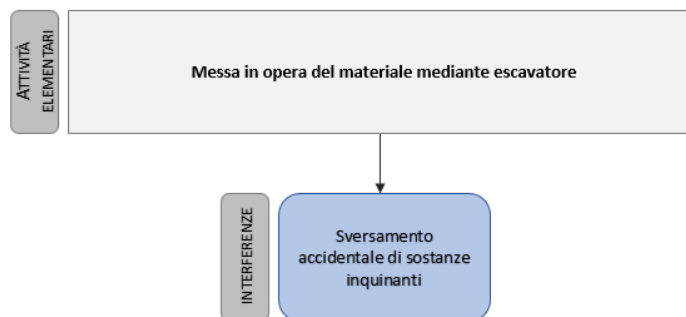 ATTIVITÀ
ELEMENTARI
Messa in opera del materiale mediante escavatore
INTERFERENZE
Sversamento
accidentale di sostanze
inquinanti